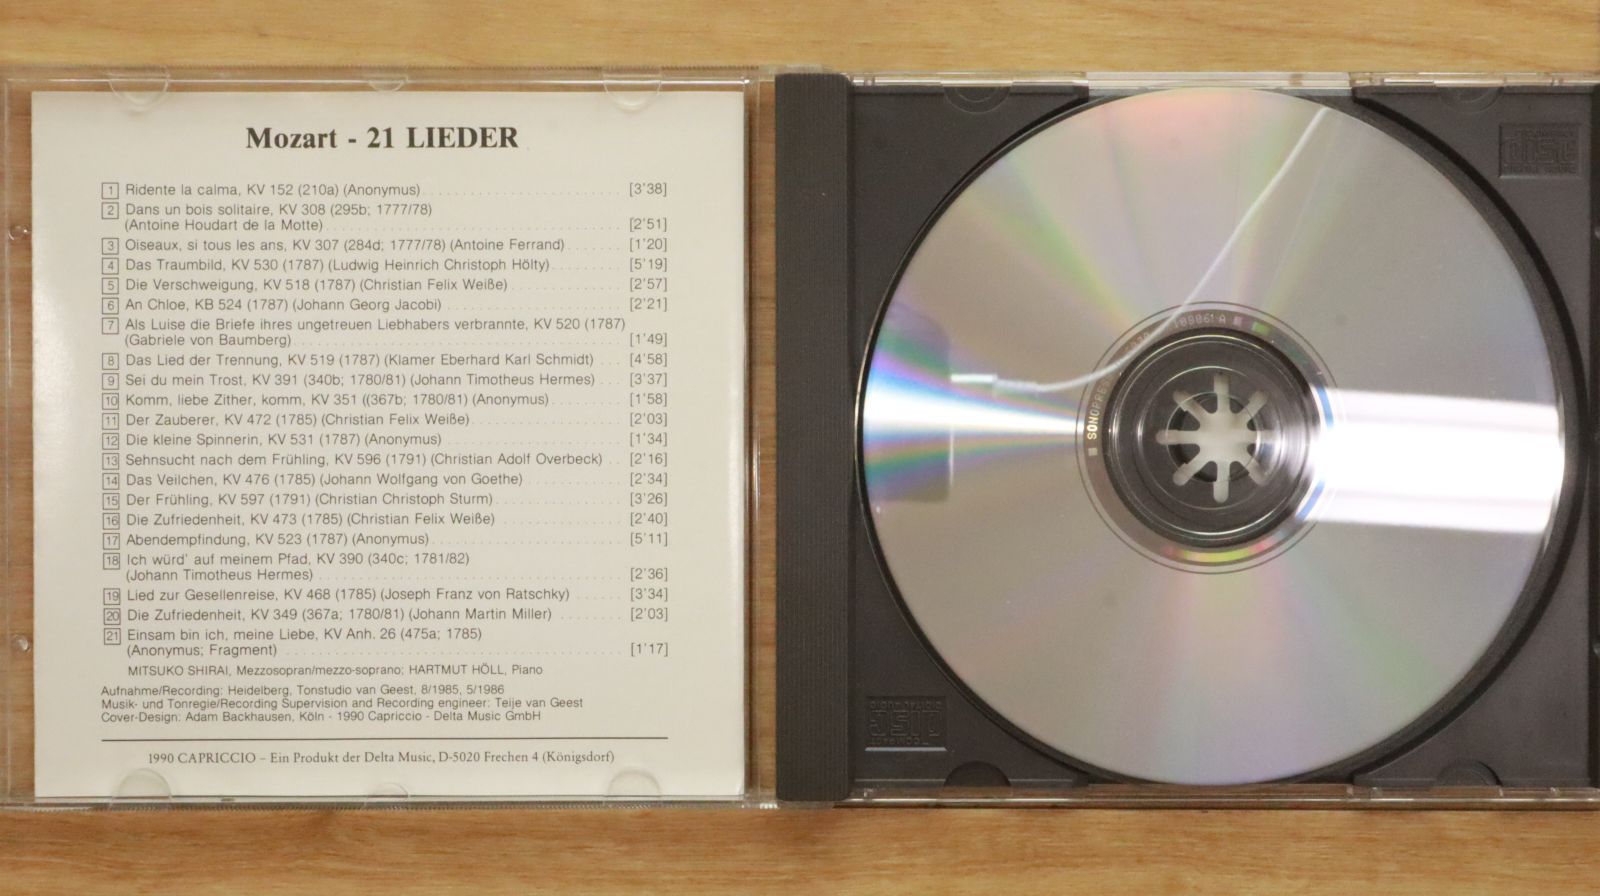 Mozart - 21 LIEDER
1 Ridente la calma, KV 152 (210a) (Anonymus) [3'38]
2 Dans un bois solitaire, KV 308 (295b; 1777/78)
(Antoine Houdart de la Motte) [2'51]
3 Oiseaux, si tous les ans, KV 307 (284d; 1777/78) (Antoine Ferrand) [1'20]
4 Das Traumbild, KV 530 (1787) (Ludwig Heinrich Christoph Hölty) [5'19]
5 Die Verschweigung, KV 518 (1787) (Christian Felix Weiße) [2'57]
6 An Chloe, KB 524 (1787) (Johann Georg Jacobi) [2'21]
7 Als Luise die Briefe ihres ungetreuen Liebhabers verbrannte, KV 520 (1787)
(Gabriele von Baumberg) [1'49]
8 Das Lied der Trennung, KV 519 (1787) (Klamer Eberhard Karl Schmidt) [4'58]
9 Sei du mein Trost, KV 391 (340b; 1780/81) (Johann Timotheus Hermes) [3'37]
10 Komm, liebe Zither, komm, KV 351 ((367b; 1780/81) (Anonymus) [1'58]
11 Der Zauberer, KV 472 (1785) (Christian Felix Weiße) [2'03]
12 Die kleine Spinnerin, KV 531 (1787) (Anonymus) [1'34]
13 Sehnsucht nach dem Frühling, KV 596 (1791) (Christian Adolf Overbeck) [2'16]
14 Das Veilchen, KV 476 (1785) (Johann Wolfgang von Goethe) [2'34]
15 Der Frühling, KV 597 (1791) (Christian Christoph Sturm) [3'26]
16 Die Zufriedenheit, KV 473 (1785) (Christian Felix Weiße) [2'40]
17 Abendempfindung, KV 523 (1787) (Anonymus) [5'11]
18 Ich würd' auf meinem Pfad, KV 390 (340c; 1781/82)
(Johann Timotheus Hermes) [2'36]
19 Lied zur Gesellenreise, KV 468 (1785) (Joseph Franz von Ratschky) [3'34]
20 Die Zufriedenheit, KV 349 (367a; 1780/81) (Johann Martin Miller) [2'03]
21 Einsam bin ich, meine Liebe, KV Anh. 26 (475a; 1785)
(Anonymus; Fragment) [1'17]
MITSUKO SHIRAI, Mezzosopran/mezzo-soprano; HARTMUT HÖLL, Piano
Aufnahme/Recording: Heidelberg, Tonstudio van Geest, 8/1985, 5/1986
Musik- und Tonregie/Recording Supervision and Recording engineer: Teije van Geest
Cover-Design: Adam Backhausen, Köln - 1990 Capriccio - Delta Music GmbH
1990 CAPRICCIO – Ein Produkt der Delta Music, D-5020 Frechen 4 (Königsdorf)
COMPACT
disc
DIGITAL AUDIO
COMPACT
disc
DIGITAL AUDIO